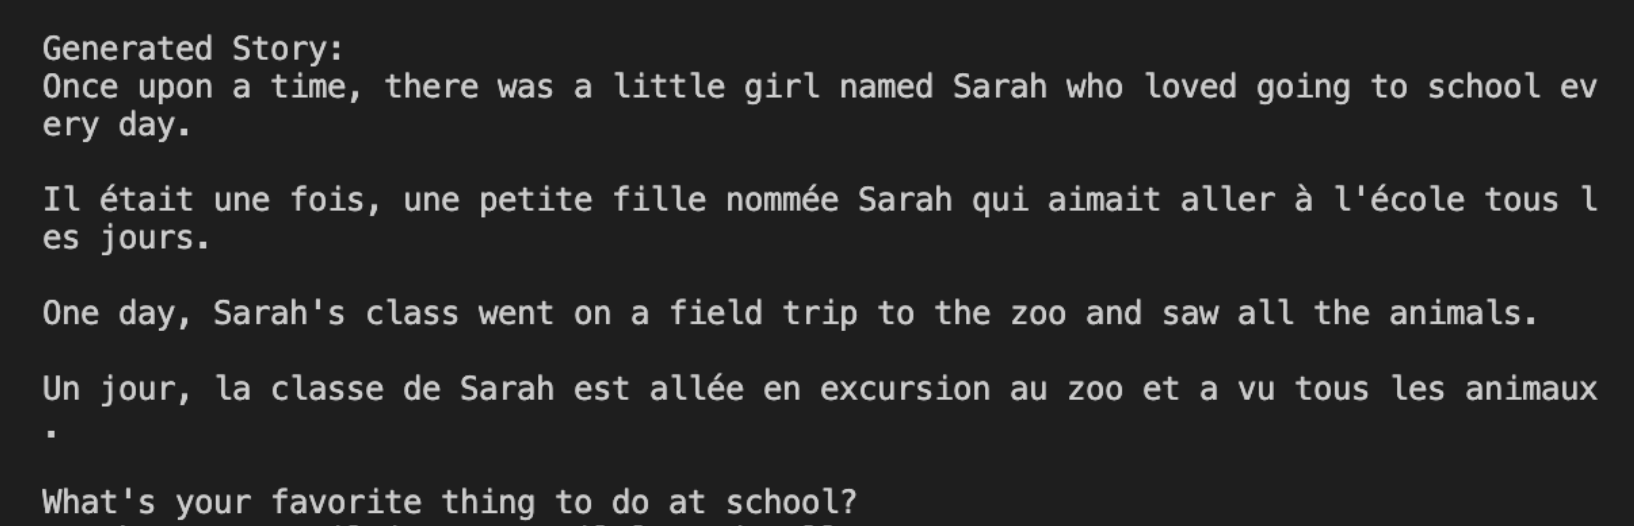 Generated Story:
Once upon a time, there was a little girl named Sarah who loved going to school ev
ery day.
Il était une fois, une petite fille nommée Sarah qui aimait aller à l'école tous l
es jours.
One day, Sarah's class went on a field trip to the zoo and saw all the animals.
Un jour, la classe de Sarah est allée en excursion au zoo et a vu tous les animaux
.
What's your favorite thing to do at school?